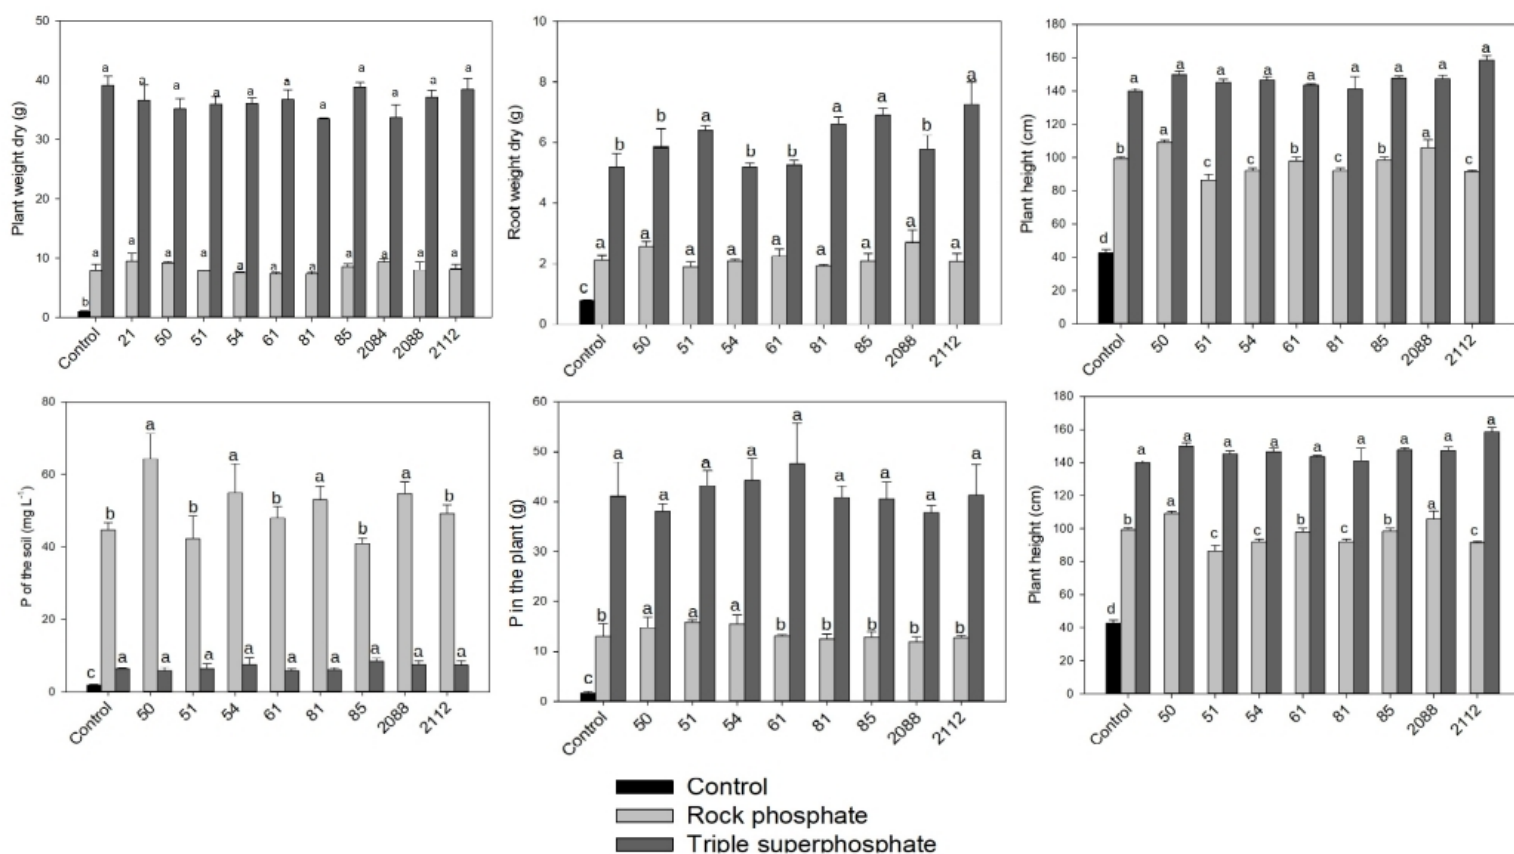 50
40
30
20
10
0
Plant weight dry (g)
b a a a a a a a a a a a
a a a a a a a a a a a
Control 21 50 51 54 61 81 85 2084 2088 2112
10
8
6
4
2
0
Root weight dry (g)
b b a b b a a b a
c a a a a a a a a a
Control 50 51 54 61 81 85 2088 2112
180
160
140
120
100
80
60
40
20
0
Plant height (cm)
a a a a a a a a a
d b a c c b c b a c
Control 50 51 54 61 81 85 2088 2112
80
60
40
20
0
P of the soil (mg L-1)
b a b a b a b a b
c a a a a a a a a a
Control 50 51 54 61 81 85 2088 2112
60
50
40
30
20
10
0
P in the plant (g)
a a a a a a a a a
c b a a a b b b b b
Control 50 51 54 61 81 85 2088 2112
180
160
140
120
100
80
60
40
20
0
Plant height (cm)
a a a a a a a a a
d b a c c b c b a c
Control 50 51 54 61 81 85 2088 2112
Control
Rock phosphate
Triple superphosphate